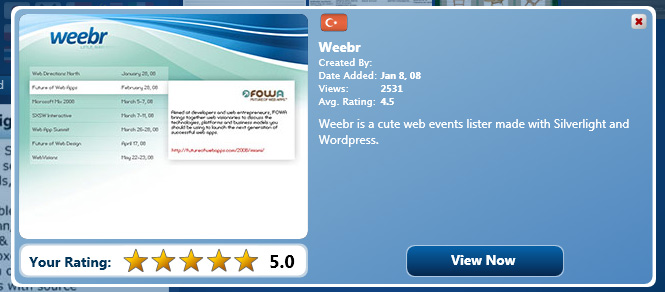 weebr
Web Directions North January 28, 08
Future of Web Apps February 28, 08
Microsoft Mix 2008 March 5-7, 08
SXSW Interactive March 7-11, 08
Web App Summit March 26-28, 08
Future of Web Design April 17, 08
WebVisions May 22-23, 08
FOWA
FUTURE OF WEB APPS
Aimed at developers and web entrepreneurs, FOWA
brings together web visionaries to discuss the
technologies, platforms and business models you
should be using to launch the next generation of
successful web apps.
http://futureofwebapps.com/2008/miami/
Your Rating: 5.0
Weebr
Created By:
Date Added: Jan 8, 08
Views: 2531
Avg. Rating: 4.5
Weebr is a cute web events lister made with Silverlight and
Wordpress.
View Now
s with source